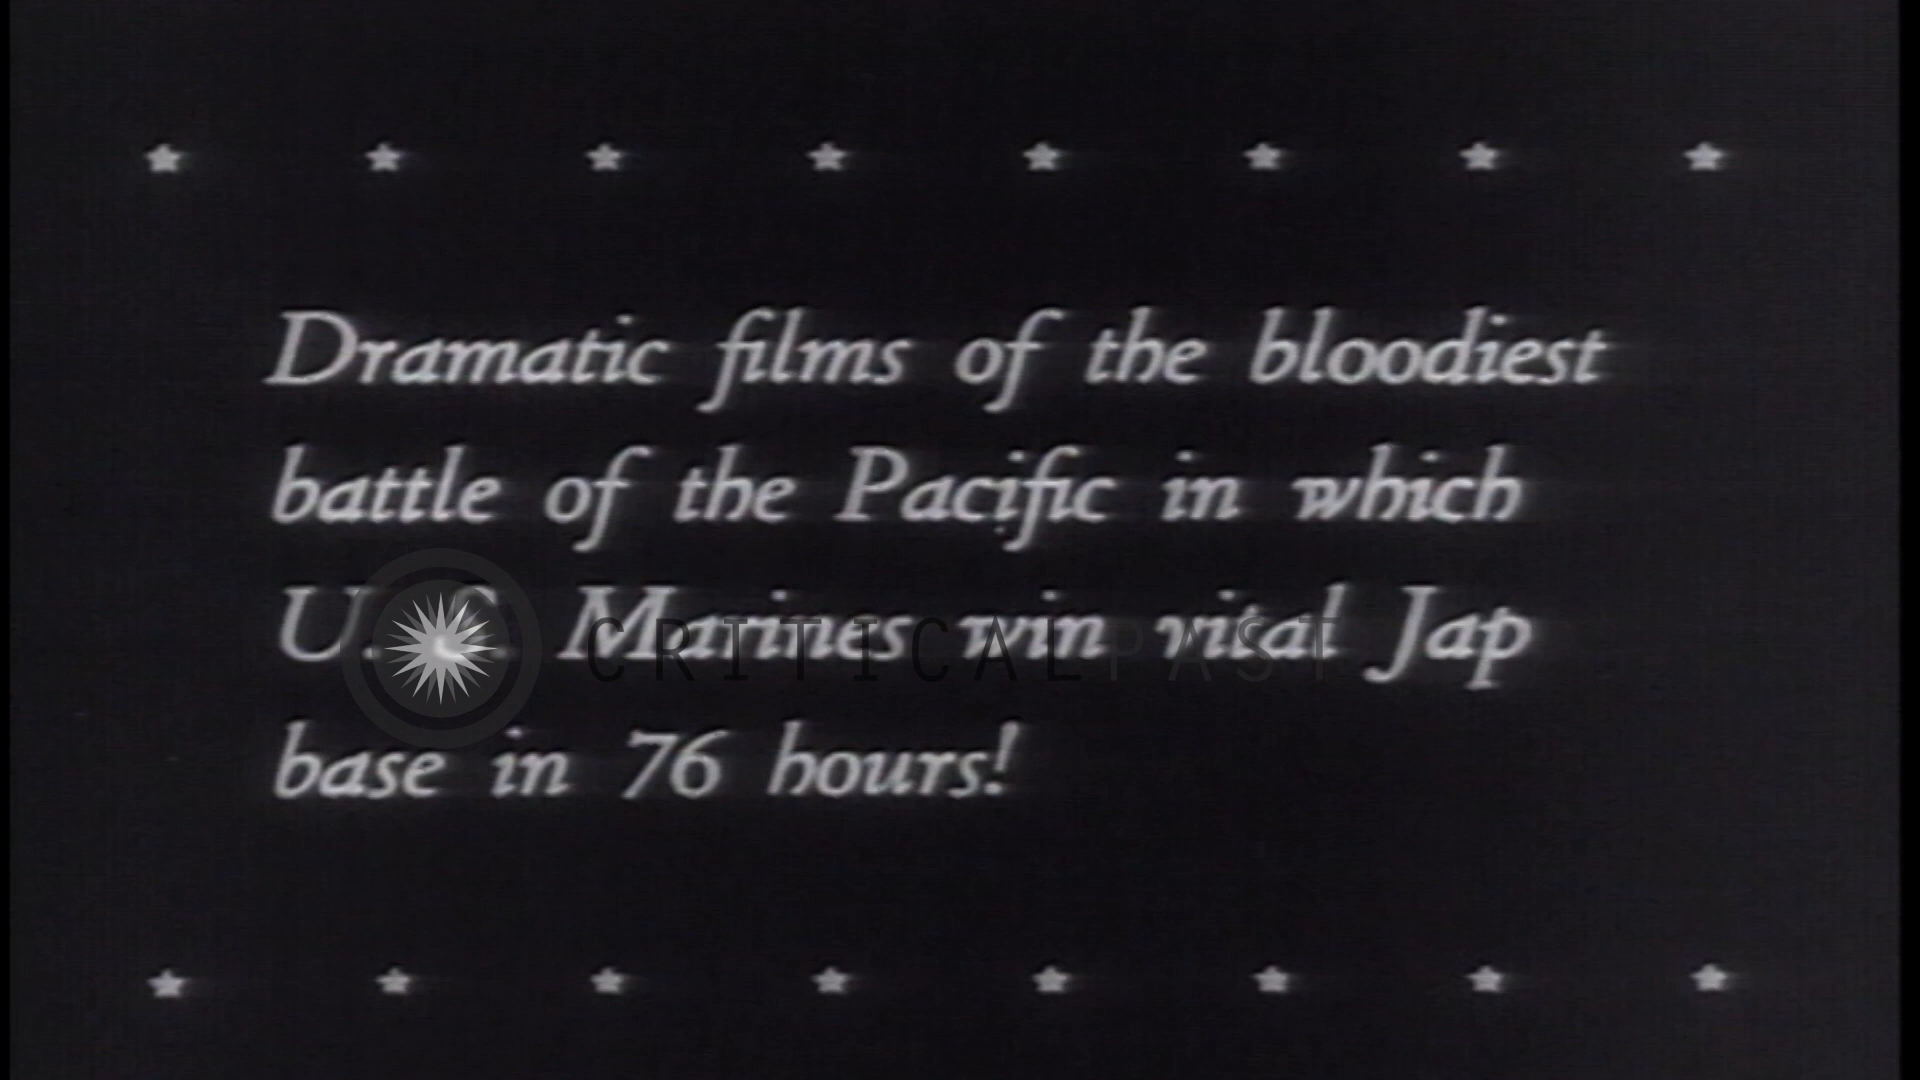 Dramatic films of the bloodiest
battle of the Pacific in which
U. S. Marines win vital Jap
CRITICALPAST
base in 76 hours!